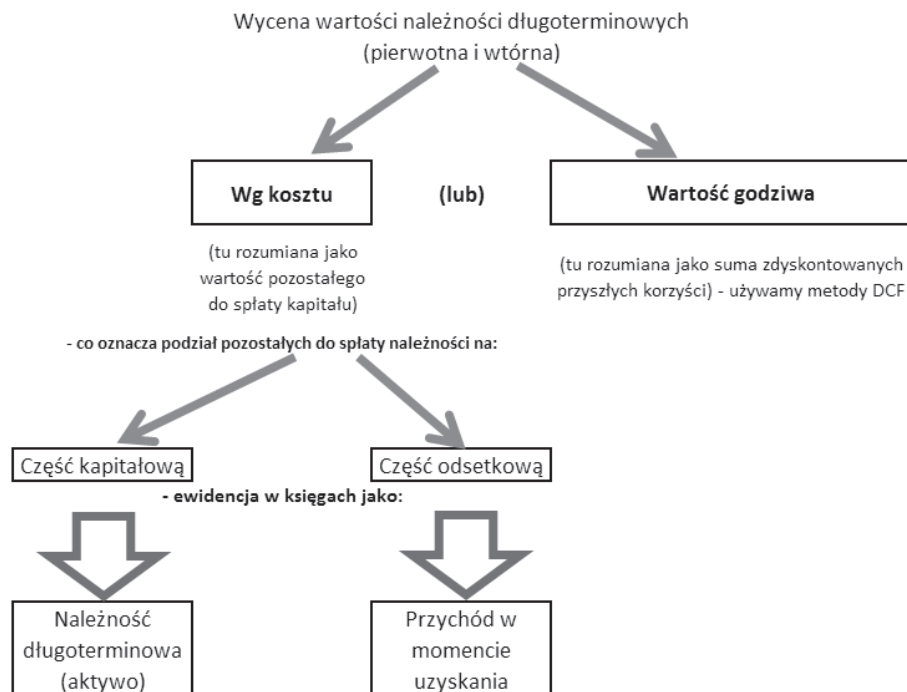 Wycena wartości należności długoterminowych
(pierwotna i wtórna)
Wg kosztu
(lub)
Wartość godziwa
(tu rozumiana jako
wartość pozostałego
do spłaty kapitału)
(tu rozumiana jako suma zdyskontowanych
przyszłych korzyści) - używamy metody DCF
- co oznacza podział pozostałych do spłaty należności na:
Część kapitałową
Część odsetkową
- ewidencja w księgach jako:
Należność
długoterminowa
(aktywo)
Przychód w
momencie
uzyskania